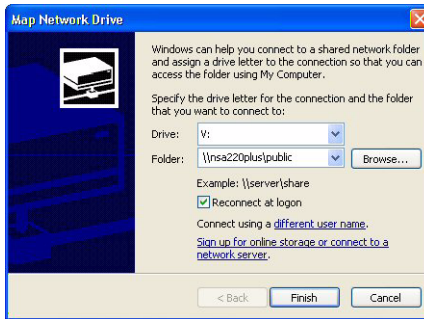 Map Network Drive
Windows can help you connect to a shared network folder
and assign a drive letter to the connection so that you can
access the folder using My Computer.
Specify the drive letter for the connection and the folder
that you want to connect to:
Drive: V:
Folder: \\nsa220plus\public Browse...
Example: \\server\share
Reconnect at logon
Connect using a different user name.
Sign up for online storage or connect to a
network server.
< Back Finish Cancel